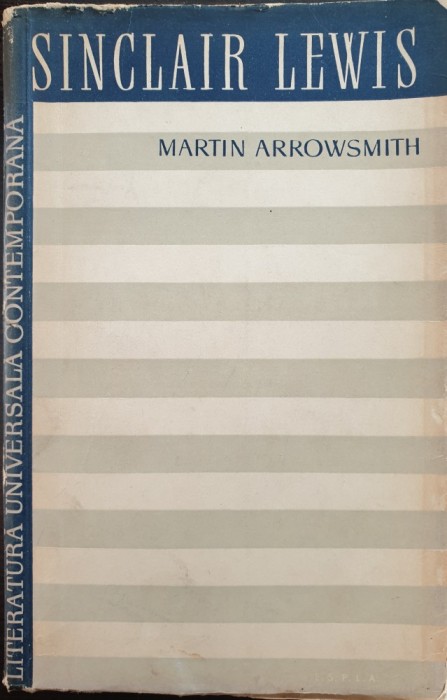 SINCLAIR LEWIS
MARTIN ARROWSMITH
LITERATURA UNIVERSALA CONTEMPORANA